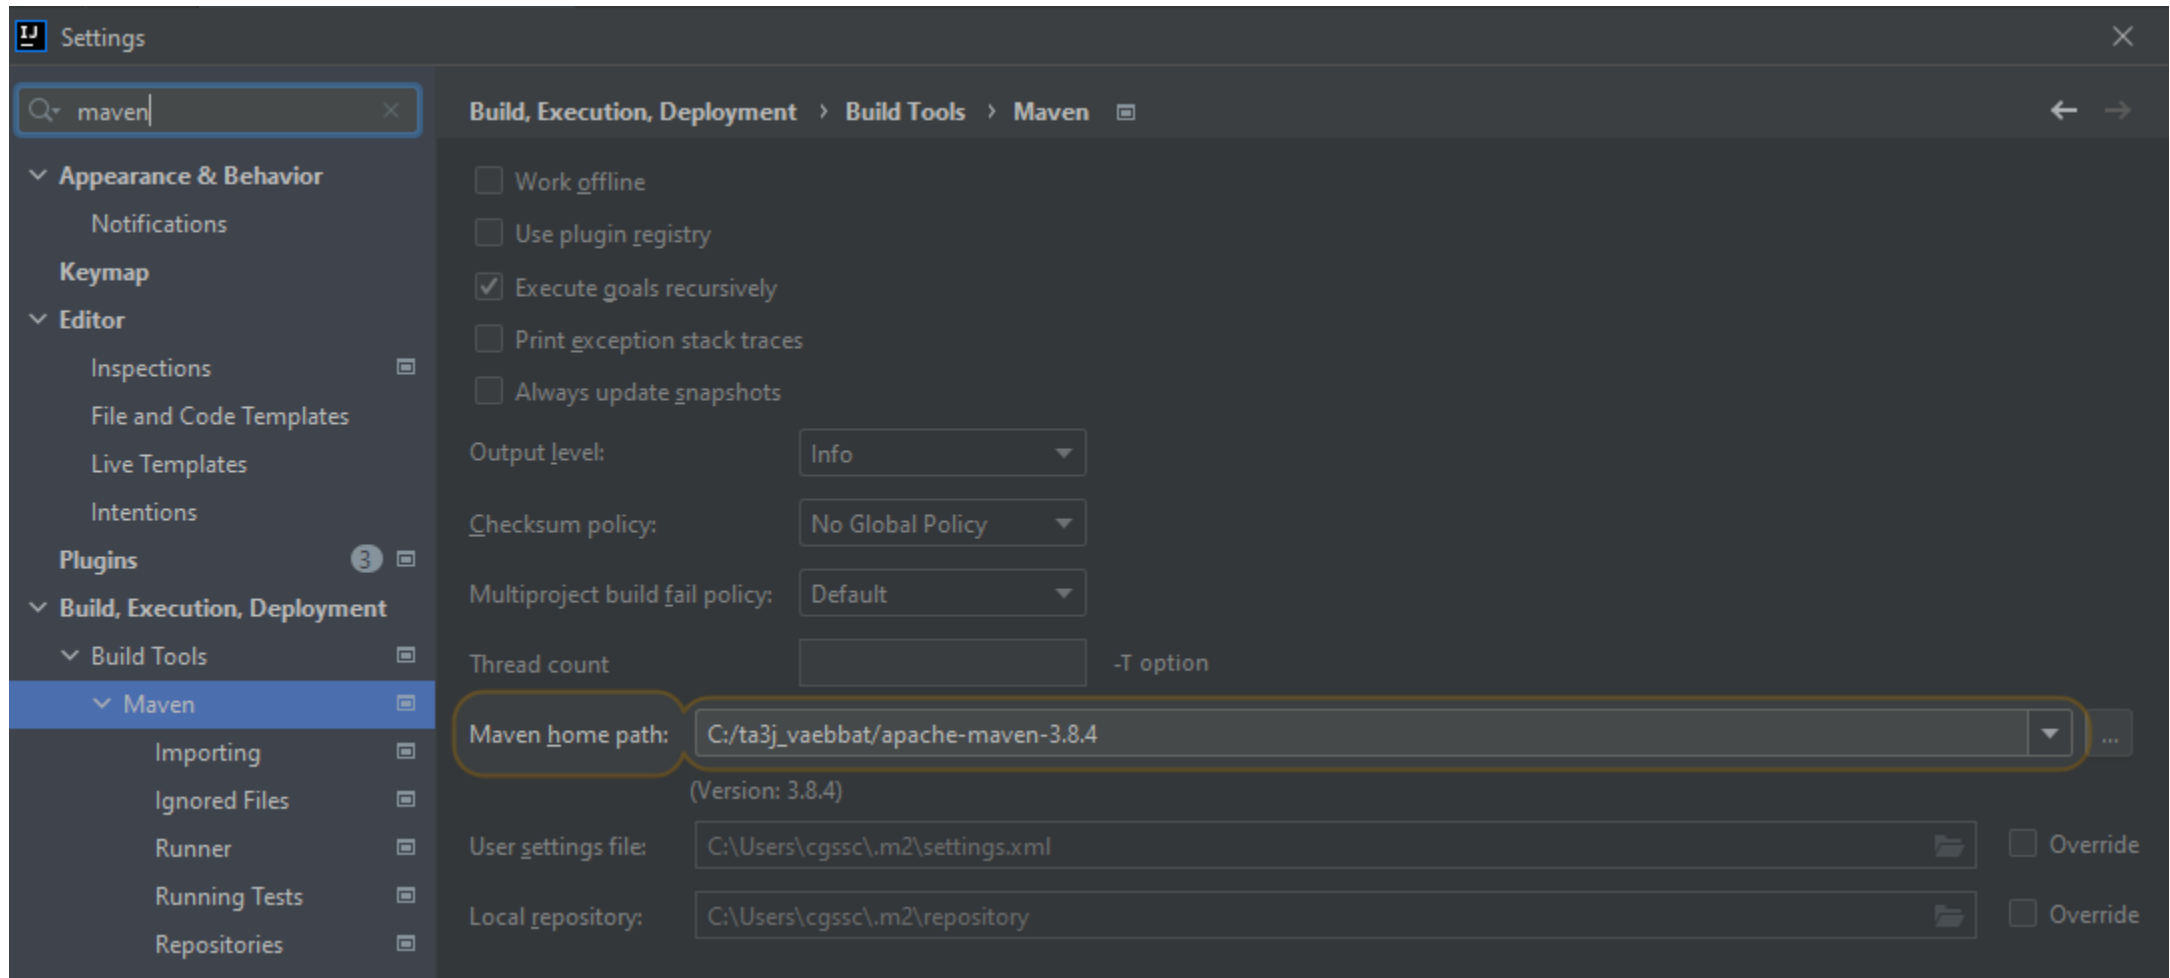 IJ
Settings
maven
Build, Execution, Deployment › Build Tools › Maven
Appearance & Behavior
Notifications
Keymap
Editor
Inspections
File and Code Templates
Live Templates
Intentions
Plugins 3
Build, Execution, Deployment
Build Tools
Maven
Importing
Ignored Files
Runner
Running Tests
Repositories
Work offline
Use plugin registry
Execute goals recursively
Print exception stack traces
Always update snapshots
Output level: Info
Checksum policy: No Global Policy
Multiproject build fail policy: Default
Thread count -T option
Maven home path: C:/ta3j_vaebbat/apache-maven-3.8.4 ...
(Version: 3.8.4)
User settings file: C:\Users\cgssc\.m2\settings.xml Override
Local repository: C:\Users\cgssc\.m2\repository Override